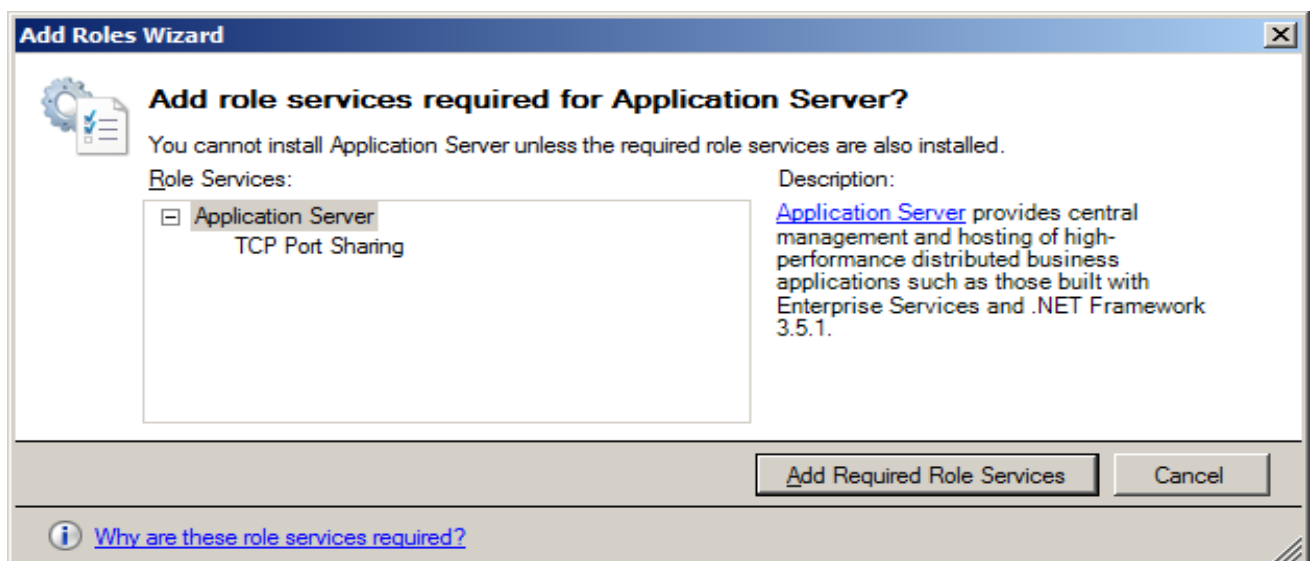 Add Roles Wizard
Add role services required for Application Server?
You cannot install Application Server unless the required role services are also installed.
Role Services:
Application Server
TCP Port Sharing
Description:
Application Server provides central
management and hosting of high-
performance distributed business
applications such as those built with
Enterprise Services and .NET Framework
3.5.1.
Add Required Role Services
Cancel
Why are these role services required?